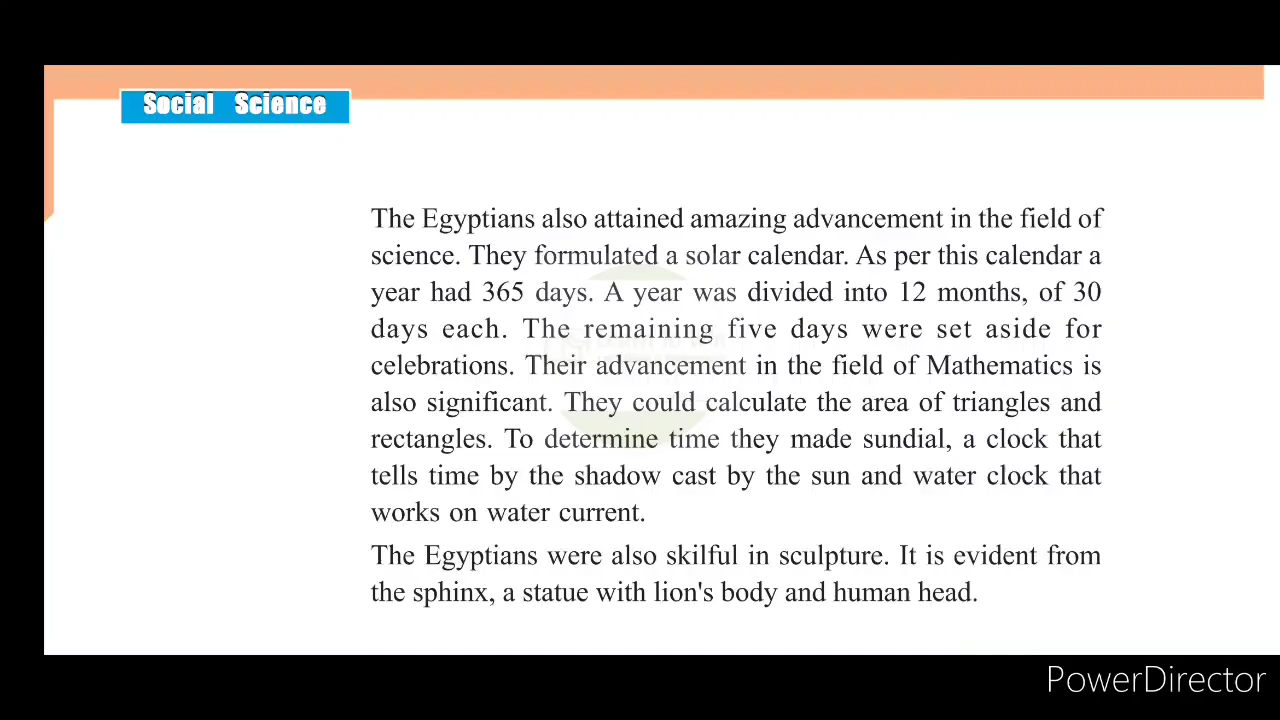 Social Science
The Egyptians also attained amazing advancement in the field of
science. They formulated a solar calendar. As per this calendar a
year had 365 days. A year was divided into 12 months, of 30
days each. The remaining five days were set aside for
celebrations. Their advancement in the field of Mathematics is
also significant. They could calculate the area of triangles and
rectangles. To determine time they made sundial, a clock that
tells time by the shadow cast by the sun and water clock that
works on water current.
The Egyptians were also skilful in sculpture. It is evident from
the sphinx, a statue with lion's body and human head.
PowerDirector